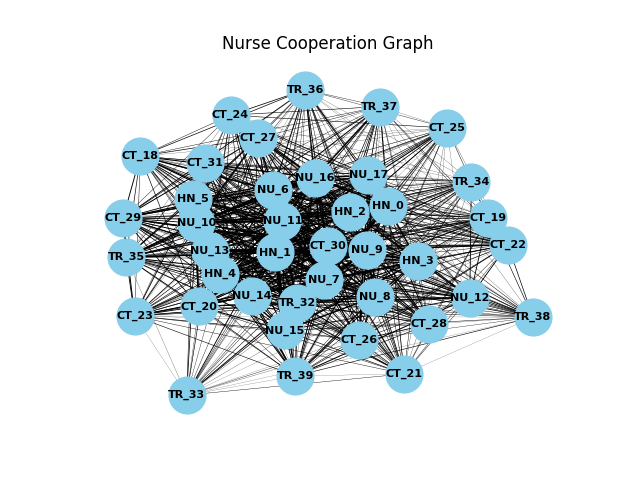 Nurse Cooperation Graph
TR_36
TR_37
CT_24
CT_25
CT_27
CT_18
CT_31
NU_17
NU_16
TR_34
NU_6
HN_5
HN_0
HN_2
CT_29
CT_19
NU_11
NU_10
CT_22
CT_30
NU_9
NU_13
HN_1
TR_35
HN_3
HN_4
NU_7
NU_14
NU_8
NU_12
TR_32
CT_20
CT_23
TR_38
CT_28
NU_15
CT_26
CT_21
TR_39
TR_33